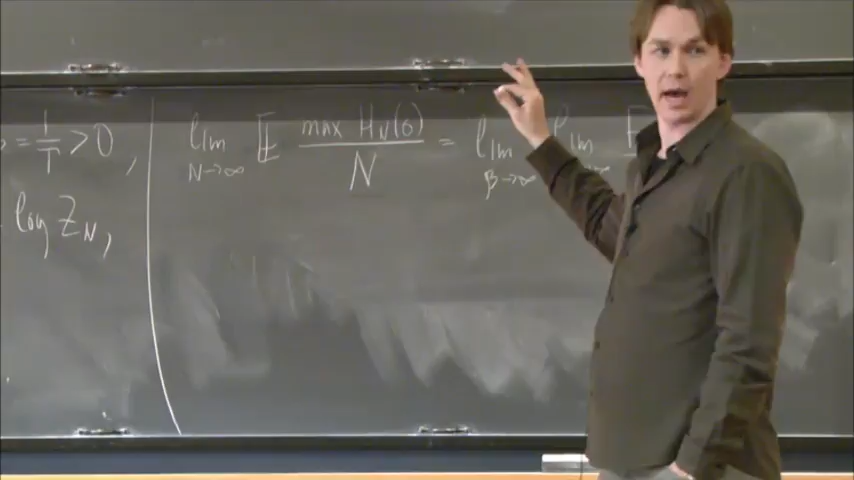 = 1/T > 0,
log Z_N,
lim N→∞ 𝔼 max H_N(σ) / N = lim β→∞ lim